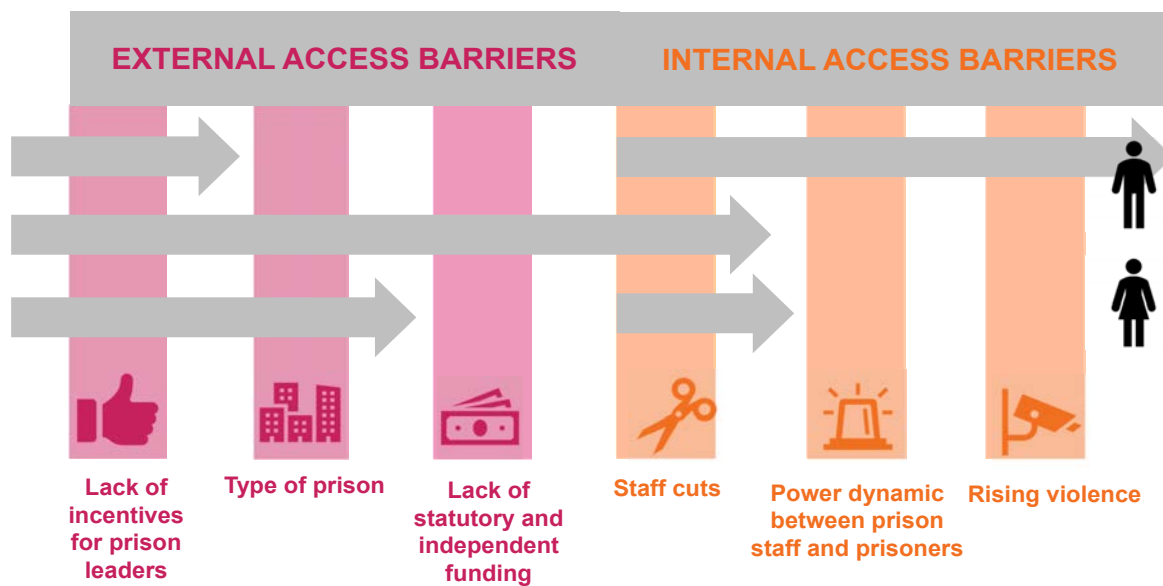 EXTERNAL ACCESS BARRIERS
INTERNAL ACCESS BARRIERS
Lack of
incentives
for prison
leaders
Type of prison
Lack of
statutory and
independent
funding
Staff cuts
Power dynamic
between prison
staff and prisoners
Rising violence